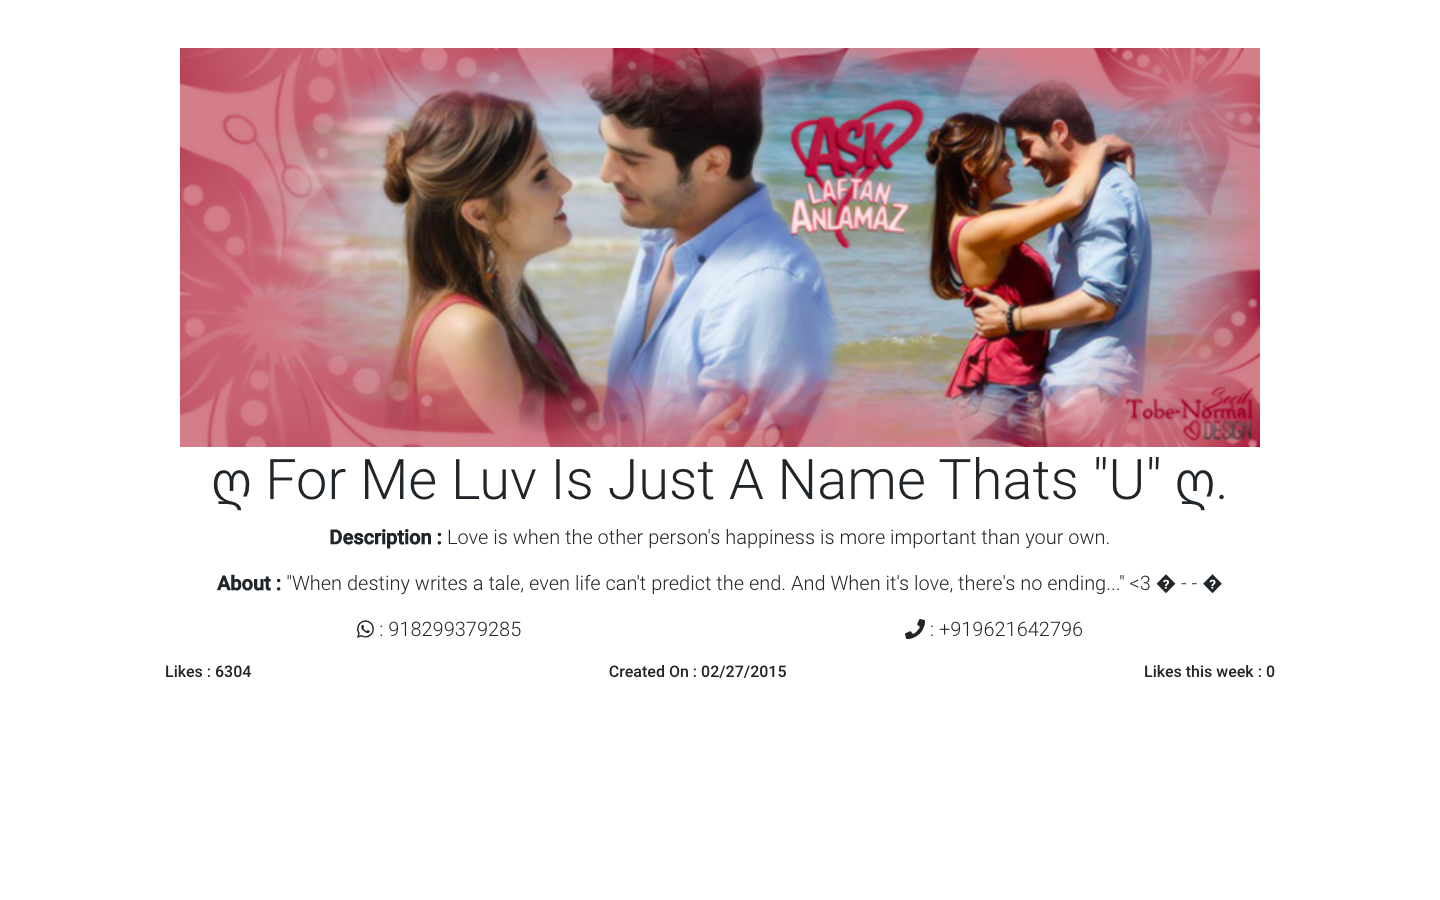 AŞK
LAFTAN
ANLAMAZ
Seçil
Tobe-Normal
DESIGN
ღ For Me Luv Is Just A Name Thats "U" ღ.
Description : Love is when the other person's happiness is more important than your own.
About : "When destiny writes a tale, even life can't predict the end. And When it's love, there's no ending..." <3 � - - �
: 918299379285
: +919621642796
Likes : 6304
Created On : 02/27/2015
Likes this week : 0